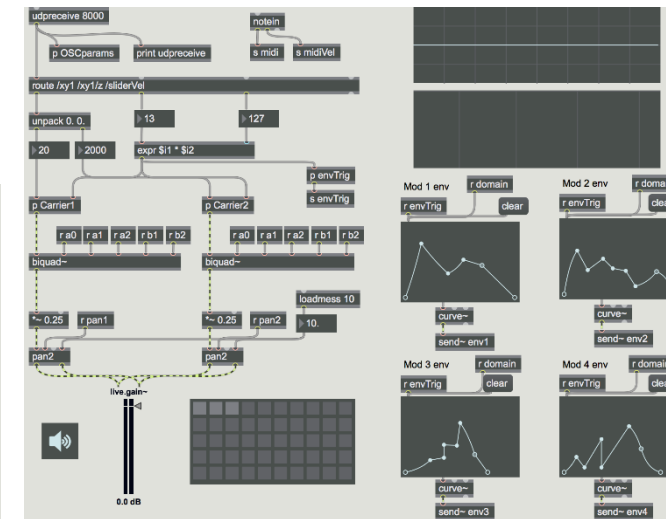 udpreceive 8000
p OSCparams
print udpreceive
notein
s midi
s midiVel
route /xy1 /xy1/z /sliderVel
unpack 0. 0.
13
127
20
2000
expr $i1 * $i2
p envTrig
s envTrig
p Carrier1
p Carrier2
r a0
r a1
r a2
r b1
r b2
r a0
r a1
r a2
r b1
r b2
biquad~
biquad~
loadmess 10
*~ 0.25
r pan1
*~ 0.25
r pan2
10.
pan2
pan2
live.gain~
0.0 dB
Mod 1 env
r domain
r envTrig
clear
curve~
send~ env1
Mod 2 env
r doma
r envTrig
clea
curve~
send~ env2
Mod 3 env
r domain
r envTrig
clear
curve~
send~ env3
Mod 4 env
r domain
r envTrig
clea
curve~
send~ env4